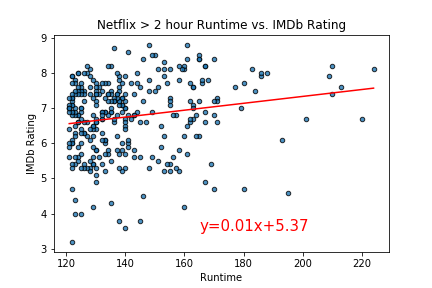 Netflix > 2 hour Runtime vs. IMDb Rating
9
8
7
6
5
4
3
IMDb Rating
y=0.01x+5.37
120 140 160 180 200 220
Runtime